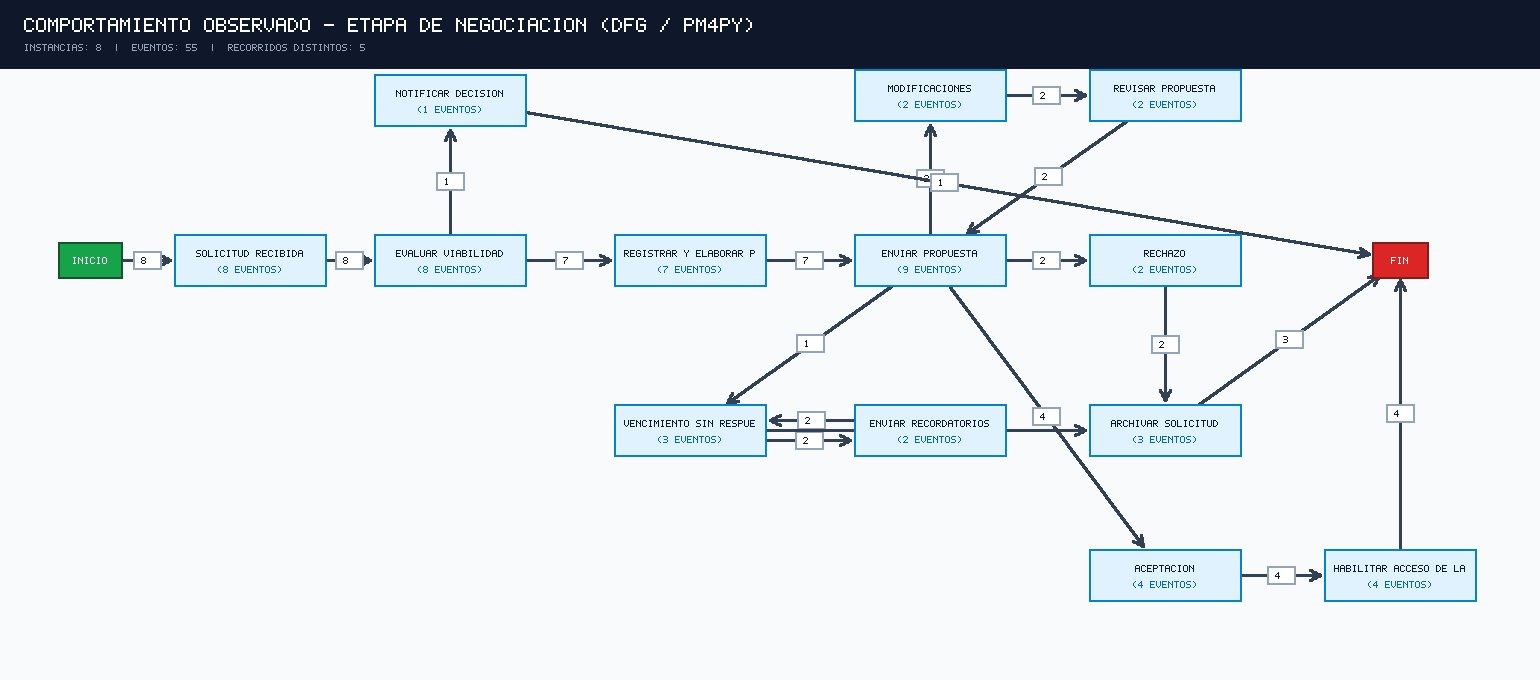 COMPORTAMIENTO OBSERVADO - ETAPA DE NEGOCIACION (DFG / PM4PY)
INSTANCIAS: 8 | EVENTOS: 55 | RECORRIDOS DISTINTOS: 5
NOTIFICAR DECISION
(1 EVENTOS)
MODIFICACIONES
(2 EVENTOS)
2
REVISAR PROPUESTA
(2 EVENTOS)
1
1
2
INICIO
8
SOLICITUD RECIBIDA
(8 EVENTOS)
8
EVALUAR VIABILIDAD
(8 EVENTOS)
7
REGISTRAR Y ELABORAR P
(7 EVENTOS)
7
ENVIAR PROPUESTA
(9 EVENTOS)
2
RECHAZO
(2 EVENTOS)
FIN
1
2
3
VENCIMIENTO SIN RESPUE
(3 EVENTOS)
2
2
ENVIAR RECORDATORIOS
(2 EVENTOS)
4
ARCHIVAR SOLICITUD
(3 EVENTOS)
4
ACEPTACION
(4 EVENTOS)
4
HABILITAR ACCESO DE LA
(4 EVENTOS)